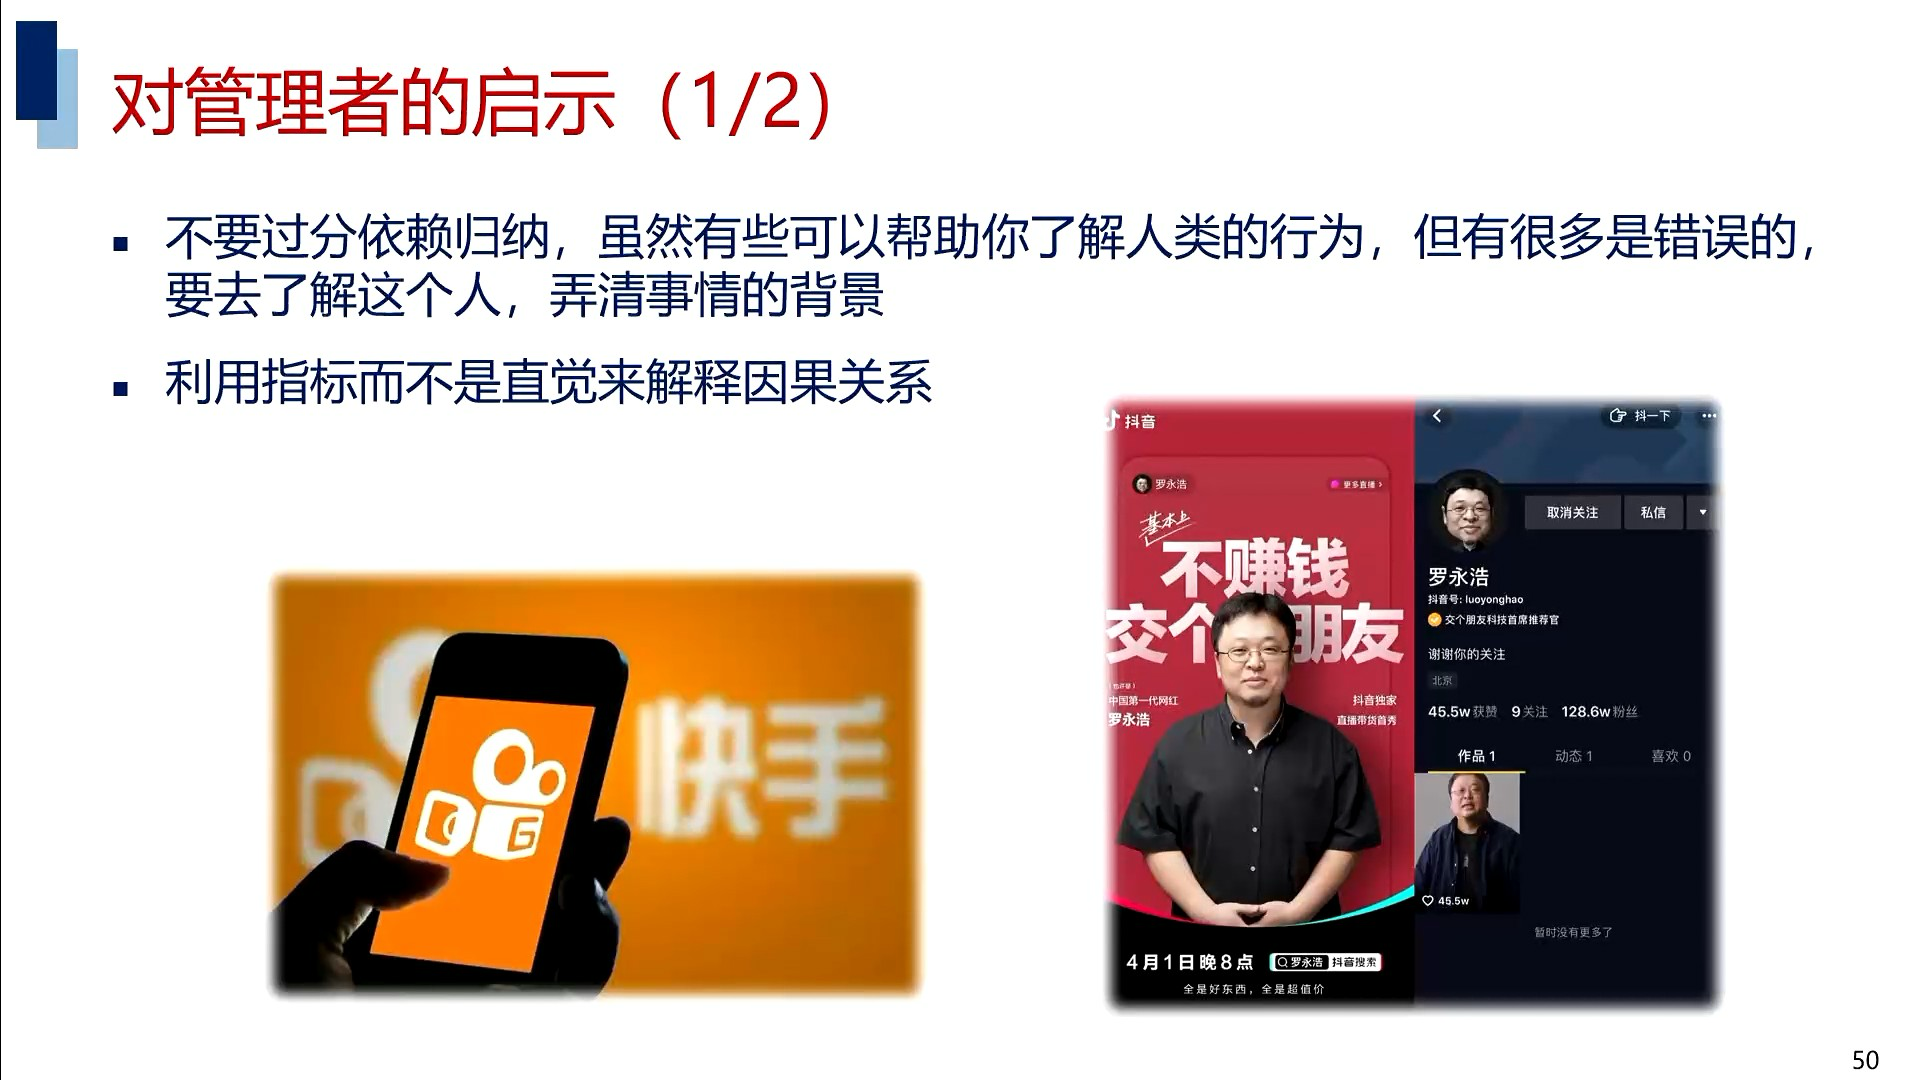 对管理者的启示（1/2）
不要过分依赖归纳，虽然有些可以帮助你了解人类的行为，但有很多是错误的，
要去了解这个人，弄清事情的背景
利用指标而不是直觉来解释因果关系
快手
抖音
罗永浩
更多直播 ›
基本上
不赚钱
交个朋友
中国第一代网红
罗永浩
抖音独家
直播带货首秀
4月1日晚8点
罗永浩 抖音搜索
全是好东西，全是超值价
抖一下
取消关注 私信
罗永浩
抖音号: luoyonghao
交个朋友科技首席推荐官
谢谢你的关注
北京
45.5w获赞 9关注 128.6w粉丝
作品 1 动态 1 喜欢 0
45.5w
暂时没有更多了
50